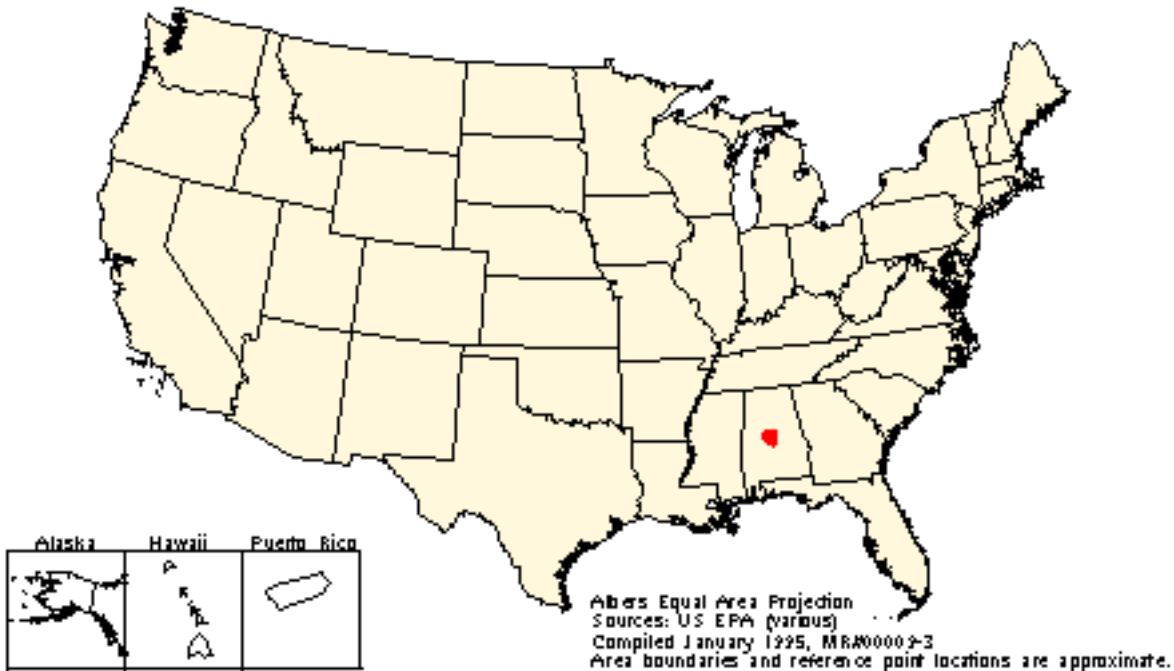 Alaska Hawaii Puerto Rico
Albers Equal Area Projection
Sources: US EPA (various)
Compiled January 1995, MR#00009-3
Area boundaries and reference point locations are approximate.